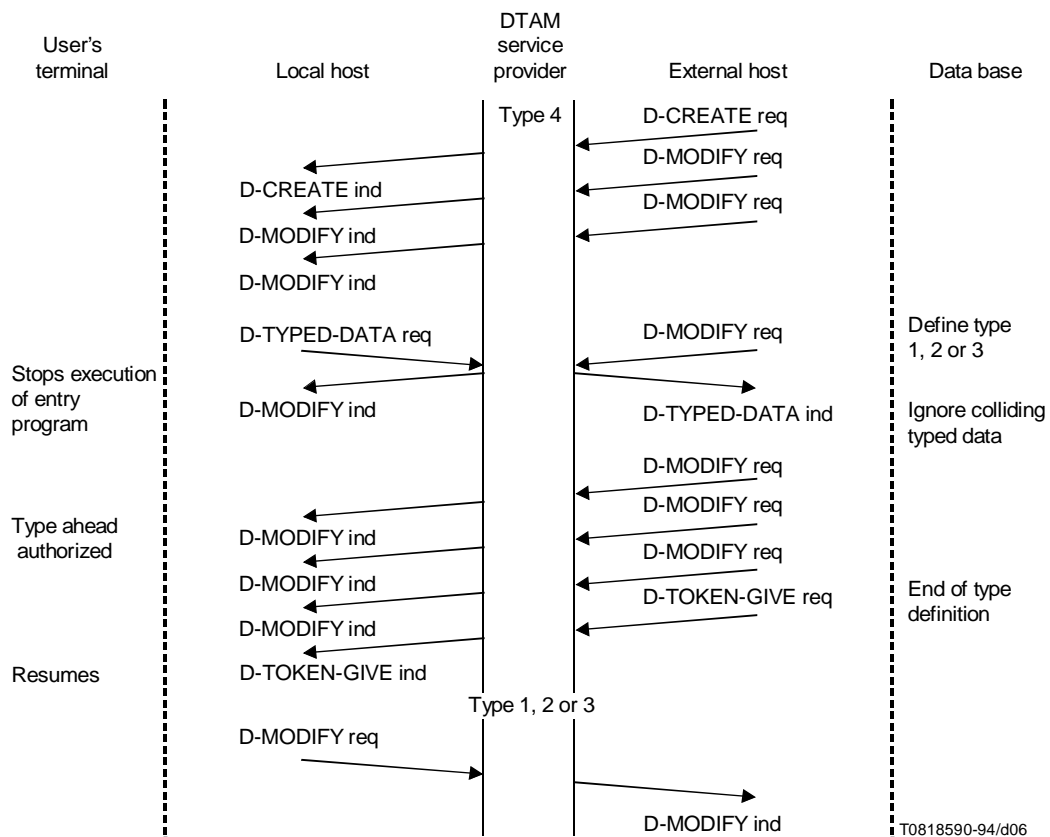 DTAM
User's
service
terminal
Local host
provider
External host
Data base
Type 4
D-CREATE req
D-MODIFY req
D-CREATE ind
D-MODIFY req
D-MODIFY ind
D-MODIFY ind
D-TYPED-DATA req
D-MODIFY req
Define type
1, 2 or 3
Stops execution
of entry
program
D-MODIFY ind
D-TYPED-DATA ind
Ignore colliding
typed data
D-MODIFY req
D-MODIFY req
Type ahead
authorized
D-MODIFY ind
D-MODIFY req
D-MODIFY ind
D-TOKEN-GIVE req
End of type
definition
D-MODIFY ind
Resumes
D-TOKEN-GIVE ind
Type 1, 2 or 3
D-MODIFY req
D-MODIFY ind
T0818590-94/d06